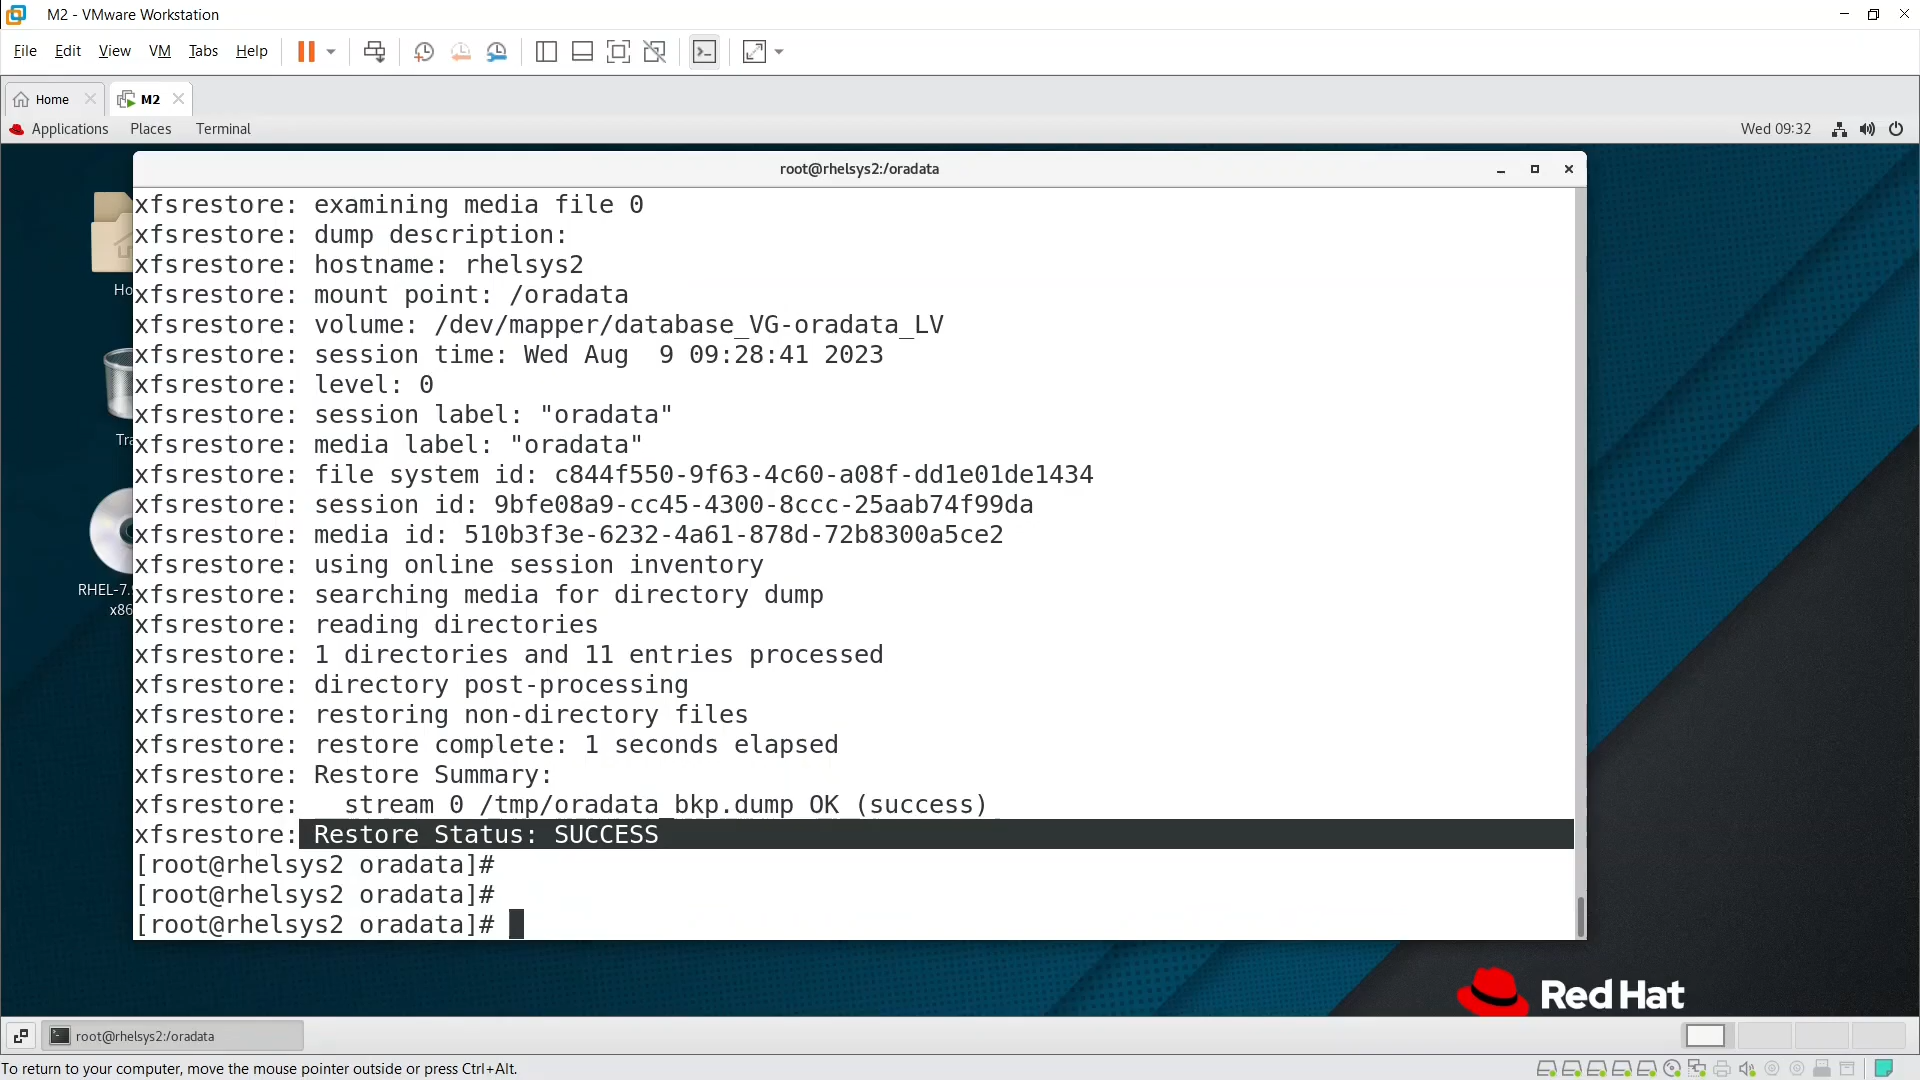 M2 - VMware Workstation
File Edit View VM Tabs Help
Home M2
Applications Places Terminal Wed 09:32
root@rhelsys2:/oradata
xfsrestore: examining media file 0
xfsrestore: dump description:
xfsrestore: hostname: rhelsys2
xfsrestore: mount point: /oradata
xfsrestore: volume: /dev/mapper/database_VG-oradata_LV
xfsrestore: session time: Wed Aug  9 09:28:41 2023
xfsrestore: level: 0
xfsrestore: session label: "oradata"
xfsrestore: media label: "oradata"
xfsrestore: file system id: c844f550-9f63-4c60-a08f-dd1e01de1434
xfsrestore: session id: 9bfe08a9-cc45-4300-8ccc-25aab74f99da
xfsrestore: media id: 510b3f3e-6232-4a61-878d-72b8300a5ce2
xfsrestore: using online session inventory
xfsrestore: searching media for directory dump
xfsrestore: reading directories
xfsrestore: 1 directories and 11 entries processed
xfsrestore: directory post-processing
xfsrestore: restoring non-directory files
xfsrestore: restore complete: 1 seconds elapsed
xfsrestore: Restore Summary:
xfsrestore:   stream 0 /tmp/oradata_bkp.dump OK (success)
xfsrestore: Restore Status: SUCCESS
[root@rhelsys2 oradata]#
[root@rhelsys2 oradata]#
[root@rhelsys2 oradata]#
Ho
Tra
RHEL-7.
x86
Red Hat
root@rhelsys2:/oradata
To return to your computer, move the mouse pointer outside or press Ctrl+Alt.